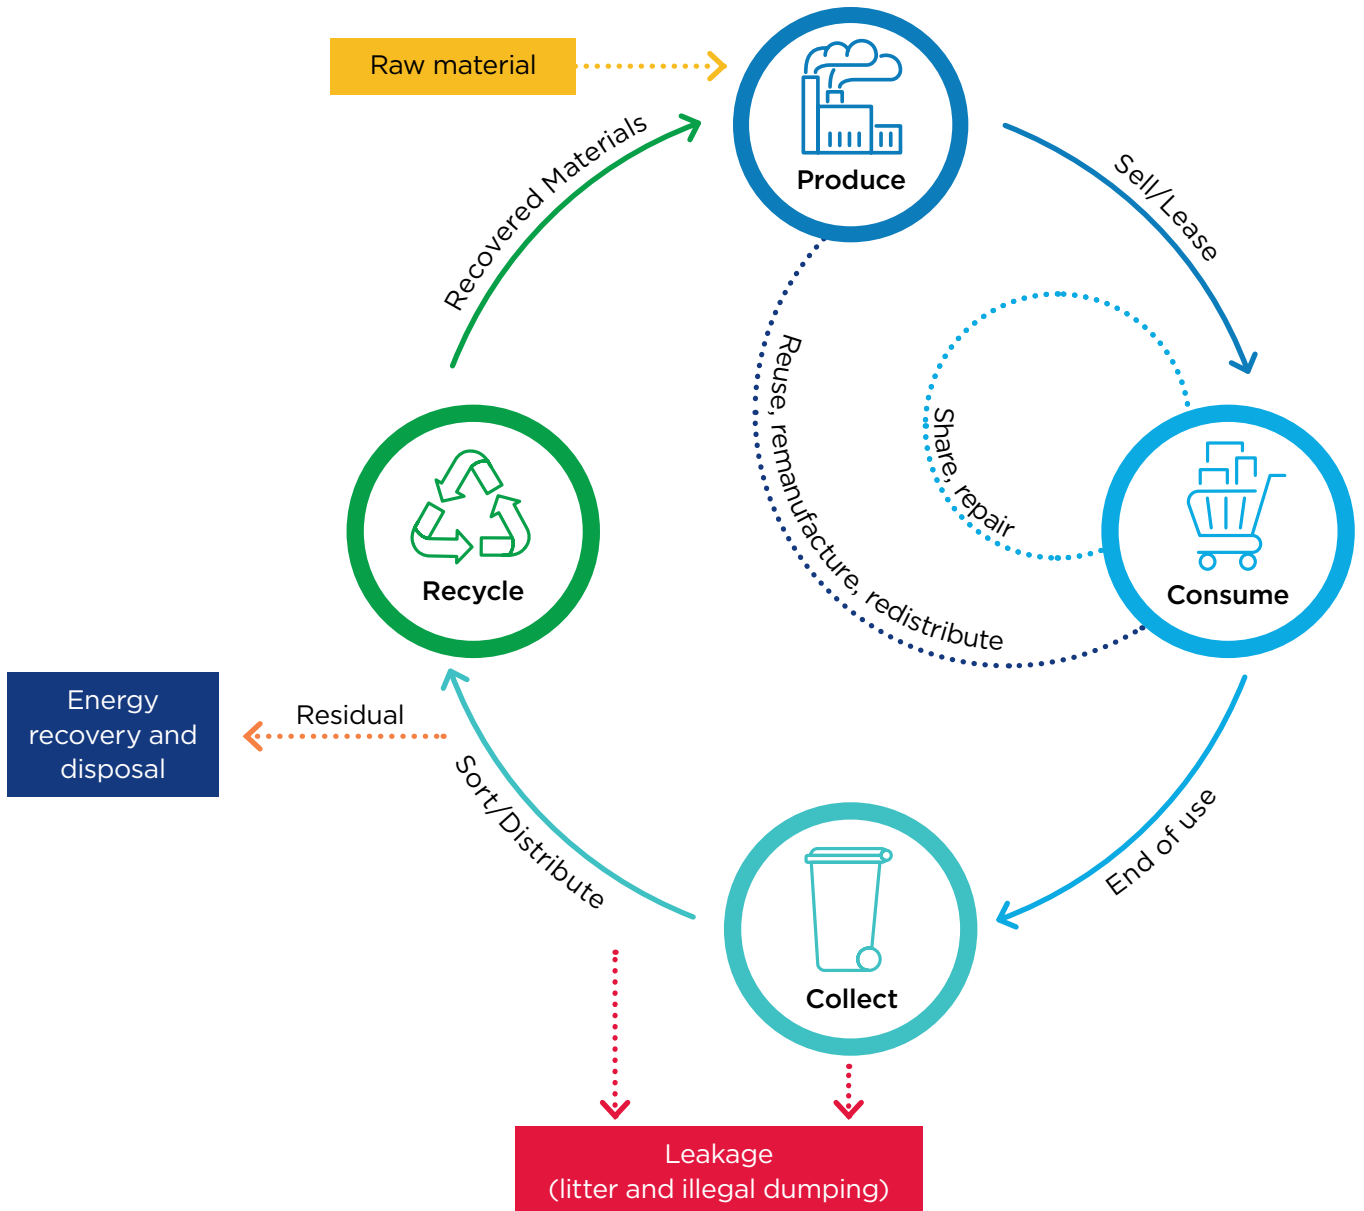 Raw material
Produce
Recovered Materials
Sell/Lease
Reuse, remanufacture, redistribute
Share, repair
Recycle
Consume
Energy
recovery and
disposal
Residual
Sort/Distribute
End of use
Collect
Leakage
(litter and illegal dumping)